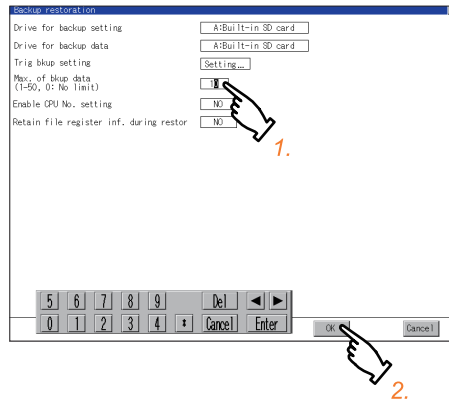 Backup restoration
Drive for backup setting A:Built-in SD card
Drive for backup data A:Built-in SD card
Trig bkup setting Setting...
Max. of bkup data
(1-50, 0: No limit)
Enable CPU No. setting NO
Retain file register inf. during restor NO
1.
5 6 7 8 9 Del ◀ ▶
0 1 2 3 4 Cancel Enter
OK Cancel
2.